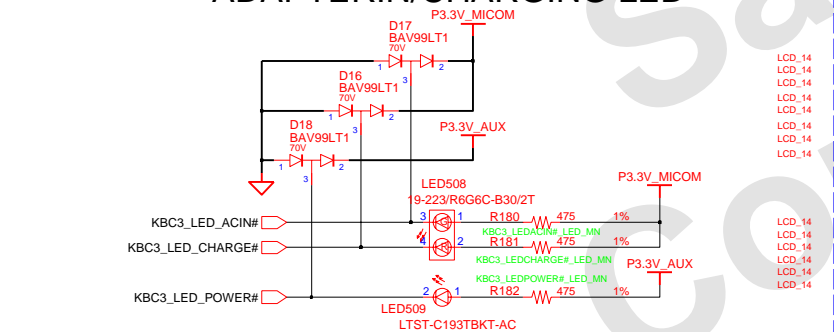 ADAPTERIN/CHARGING LED
P3.3V_MICOM
D17
BAV99LT1
70V
1 2
3
D16
BAV99LT1
70V
1 2
3
P3.3V_AUX
D18
BAV99LT1
70V
1 2
3
LCD_14
LCD_14
LCD_14
LCD_14
LCD_14
LCD_14
LCD_14
LCD_14
LED508
19-223/R6G6C-B30/2T
P3.3V_MICOM
KBC3_LED_ACIN# 3 G 1 R180 475 1%
KBC3_LEDACIN#_LED_MN
KBC3_LED_CHARGE# 4 R 2 R181 475 1%
KBC3_LEDCHARGE#_LED_MN
P3.3V_AUX
KBC3_LEDPOWER#_LED_MN
KBC3_LED_POWER# 2 1 R182 475 1%
LED509
LTST-C193TBKT-AC
LCD_14
LCD_14
LCD_14
LCD_14
LCD_14
LCD_14
Sa
Co